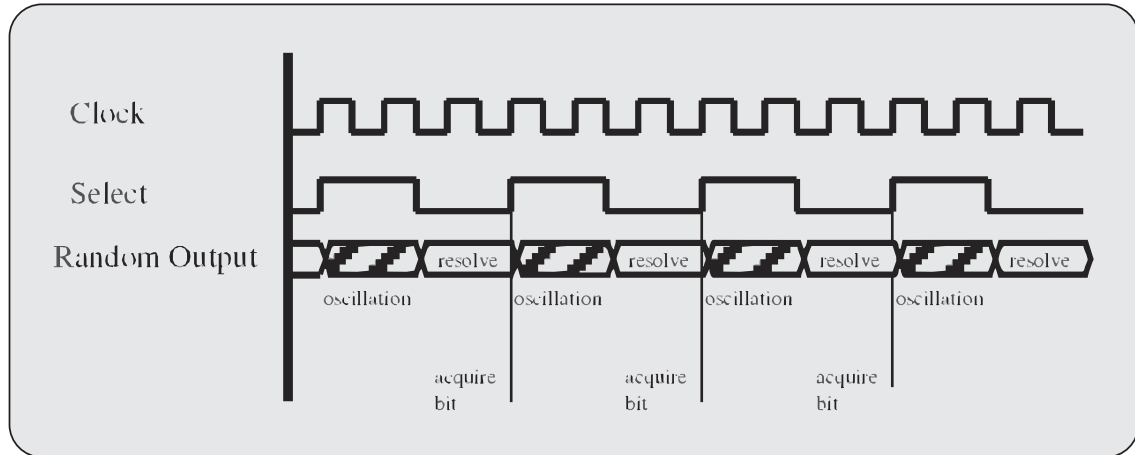 Clock
Select
Random Output
resolve resolve resolve resolve
oscillation oscillation oscillation oscillation
acquire acquire acquire
bit bit bit